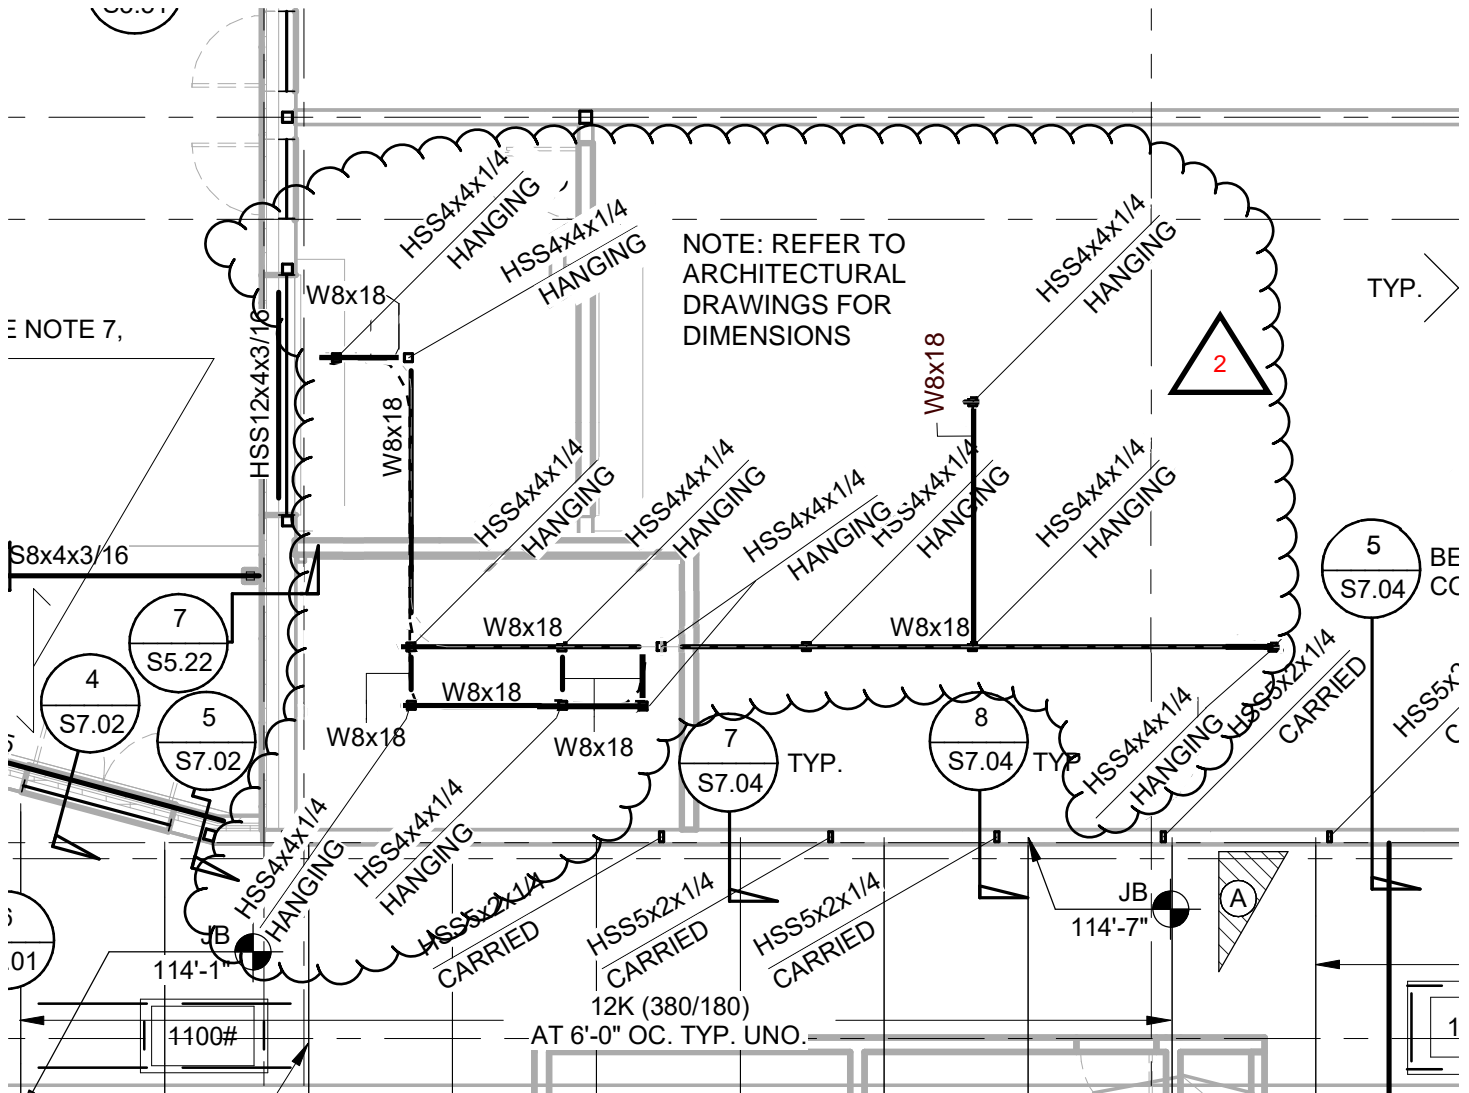 HSS4x4x1/4
HANGING
HSS4x4x1/4
HANGING
NOTE: REFER TO
ARCHITECTURAL
DRAWINGS FOR
DIMENSIONS
HSS4x4x1/4
HANGING
TYP.
W8x18
E NOTE 7,
HSS12x4x3/16
2
W8x18
W8x18
HSS4x4x1/4
HANGING
HSS4x4x1/4
HANGING
HSS4x4x1/4
HANGING
HSS4x4x1/4
HANGING
HSS4x4x1/4
HANGING
S8x4x3/16
5
S7.04
BE
CO
7
S5.22
W8x18
W8x18
4
S7.02
5
S7.02
W8x18
W8x18
W8x18
7
S7.04
TYP.
8
S7.04
TYP
HSS4x4x1/4
HANGING
HSS5x2x1/4
CARRIED
HSS5x2
C
HSS4x4x1/4
HANGING
HSS4x4x1/4
HANGING
HSS5x2x1/4
CARRIED
HSS5x2x1/4
CARRIED
HSS5x2x1/4
CARRIED
JB
114'-7"
A
JB
114'-1"
.01
12K (380/180)
AT 6'-0" OC. TYP. UNO.
1100#
1